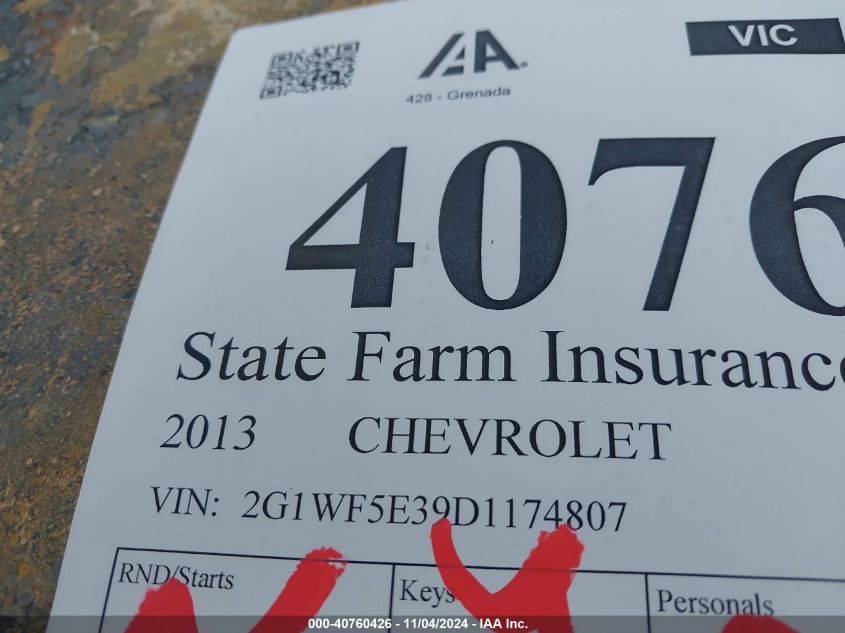 IAA
VIC
428 - Grenada
4076
State Farm Insuranc
2013 CHEVROLET
VIN: 2G1WF5E39D1174807
RND/Starts
Keys
Personals
000-40760426 - 11/04/2024 - IAA Inc.